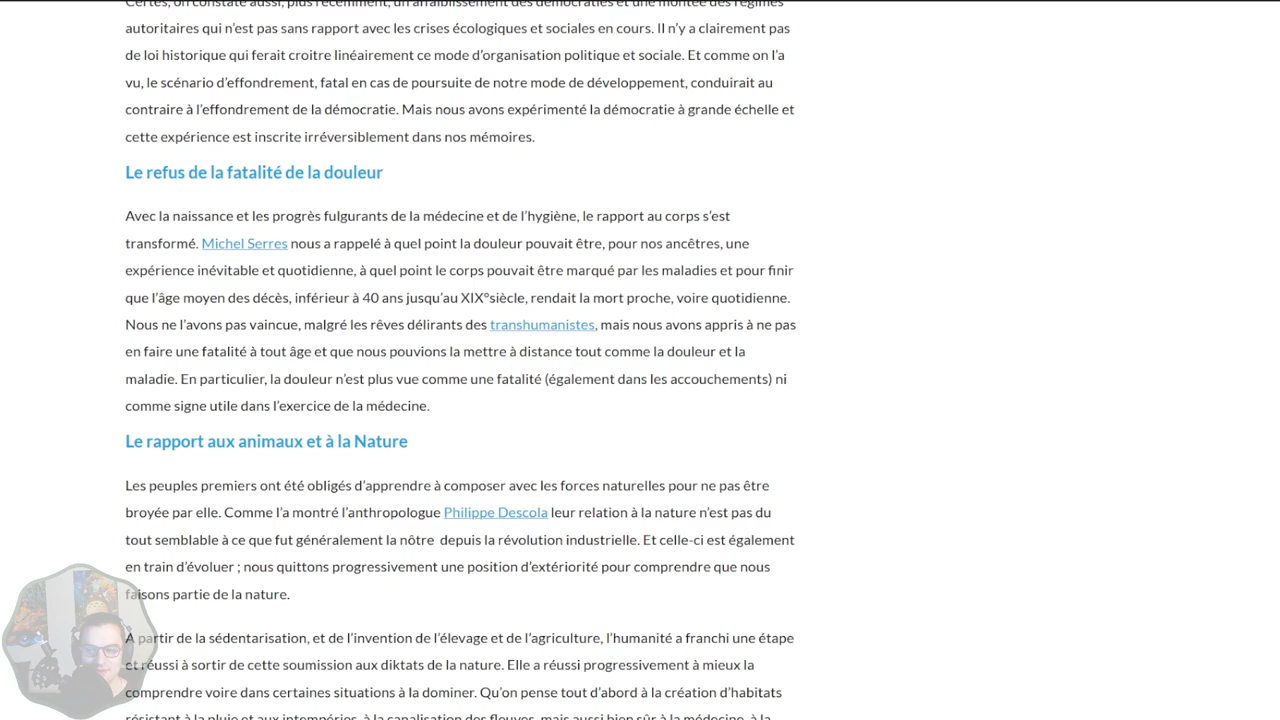 Certes, on constate aussi, plus récemment, un affaiblissement des démocraties et une montée des régimes
autoritaires qui n'est pas sans rapport avec les crises écologiques et sociales en cours. Il n'y a clairement pas
de loi historique qui ferait croitre linéairement ce mode d'organisation politique et sociale. Et comme on l'a
vu, le scénario d'effondrement, fatal en cas de poursuite de notre mode de développement, conduirait au
contraire à l'effondrement de la démocratie. Mais nous avons expérimenté la démocratie à grande échelle et
cette expérience est inscrite irréversiblement dans nos mémoires.
Le refus de la fatalité de la douleur
Avec la naissance et les progrès fulgurants de la médecine et de l'hygiène, le rapport au corps s'est
transformé. Michel Serres nous a rappelé à quel point la douleur pouvait être, pour nos ancêtres, une
expérience inévitable et quotidienne, à quel point le corps pouvait être marqué par les maladies et pour finir
que l'âge moyen des décès, inférieur à 40 ans jusqu'au XIX°siècle, rendait la mort proche, voire quotidienne.
Nous ne l'avons pas vaincue, malgré les rêves délirants des transhumanistes, mais nous avons appris à ne pas
en faire une fatalité à tout âge et que nous pouvions la mettre à distance tout comme la douleur et la
maladie. En particulier, la douleur n'est plus vue comme une fatalité (également dans les accouchements) ni
comme signe utile dans l'exercice de la médecine.
Le rapport aux animaux et à la Nature
Les peuples premiers ont été obligés d'apprendre à composer avec les forces naturelles pour ne pas être
broyée par elle. Comme l'a montré l'anthropologue Philippe Descola leur relation à la nature n'est pas du
tout semblable à ce que fut généralement la nôtre depuis la révolution industrielle. Et celle-ci est également
en train d'évoluer ; nous quittons progressivement une position d'extériorité pour comprendre que nous
faisons partie de la nature.
A partir de la sédentarisation, et de l'invention de l'élevage et de l'agriculture, l'humanité a franchi une étape
et réussi à sortir de cette soumission aux diktats de la nature. Elle a réussi progressivement à mieux la
comprendre voire dans certaines situations à la dominer. Qu'on pense tout d'abord à la création d'habitats
résistant à la pluie et aux intempéries, à la canalisation des fleuves, mais aussi bien sûr à la médecine, à la